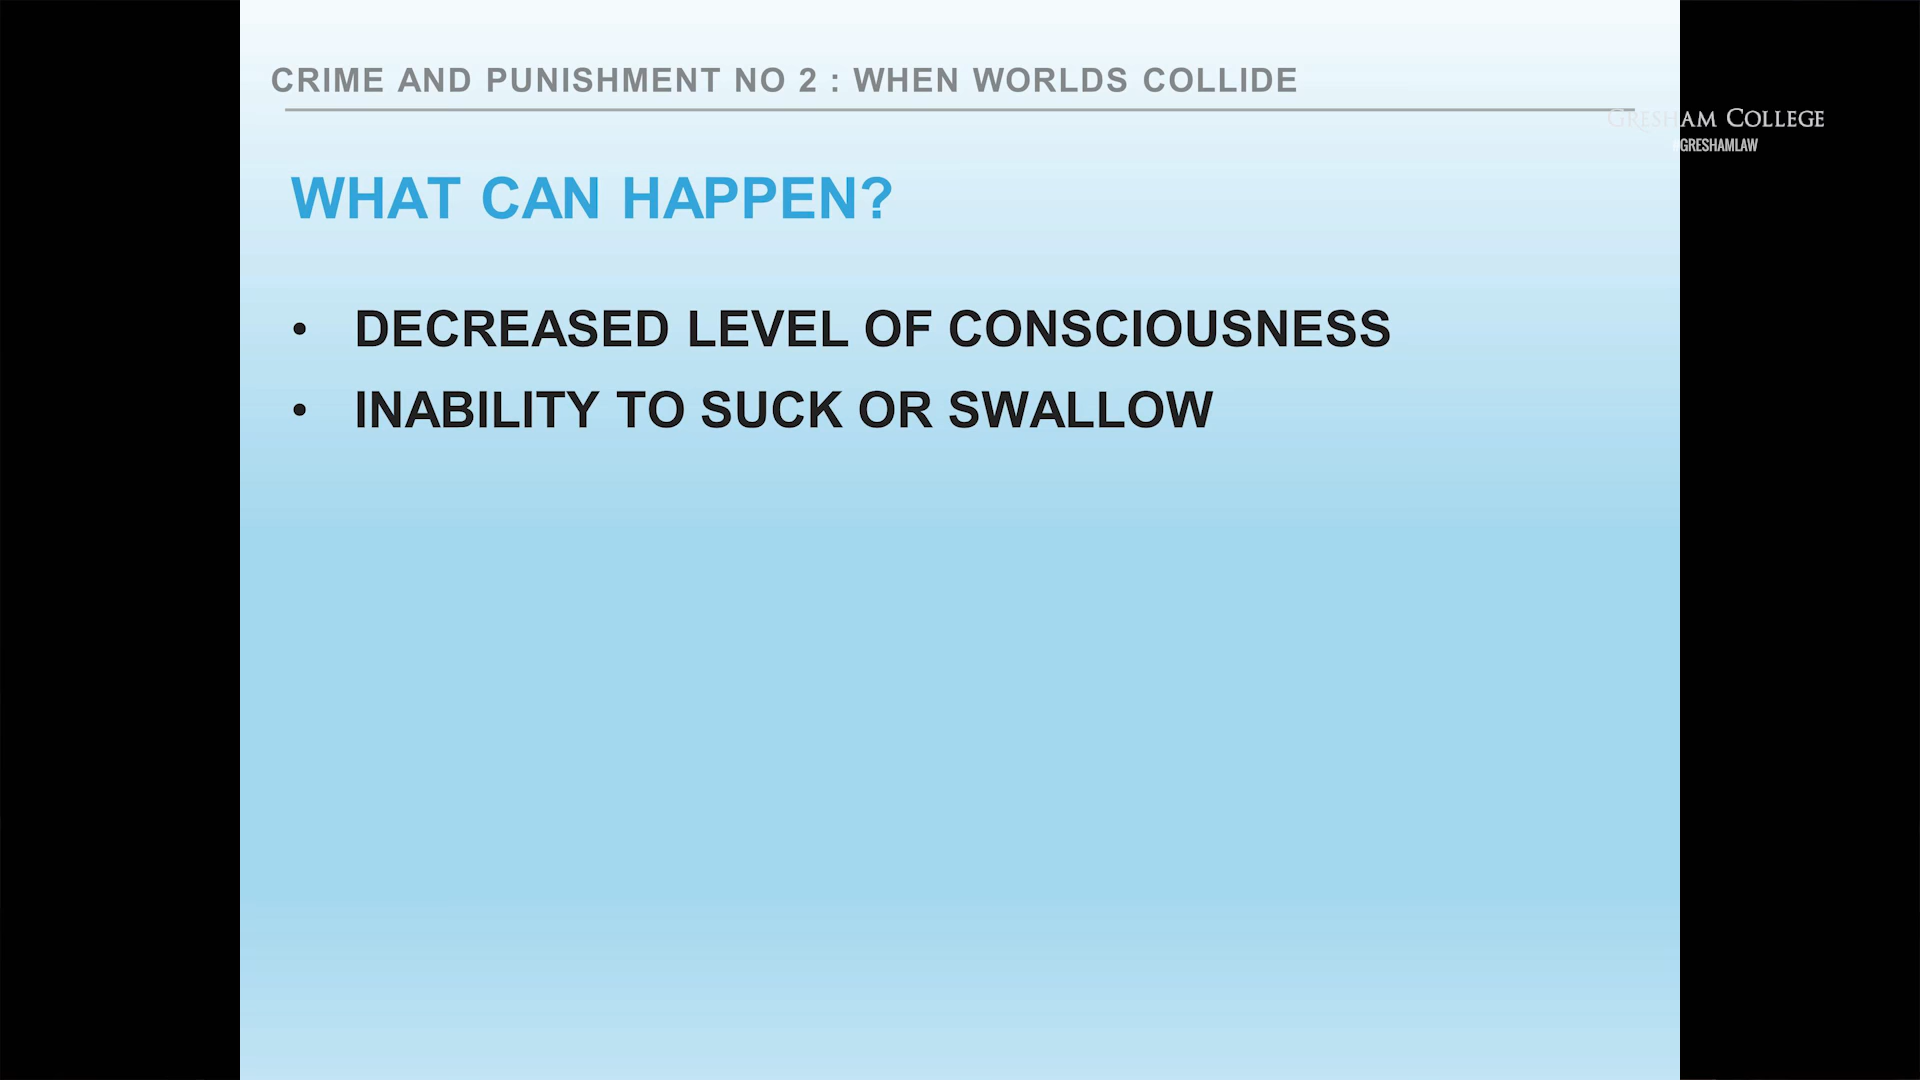 CRIME AND PUNISHMENT NO 2 : WHEN WORLDS COLLIDE
GRESHAM COLLEGE
#GRESHAMLAW
WHAT CAN HAPPEN?
• DECREASED LEVEL OF CONSCIOUSNESS
• INABILITY TO SUCK OR SWALLOW